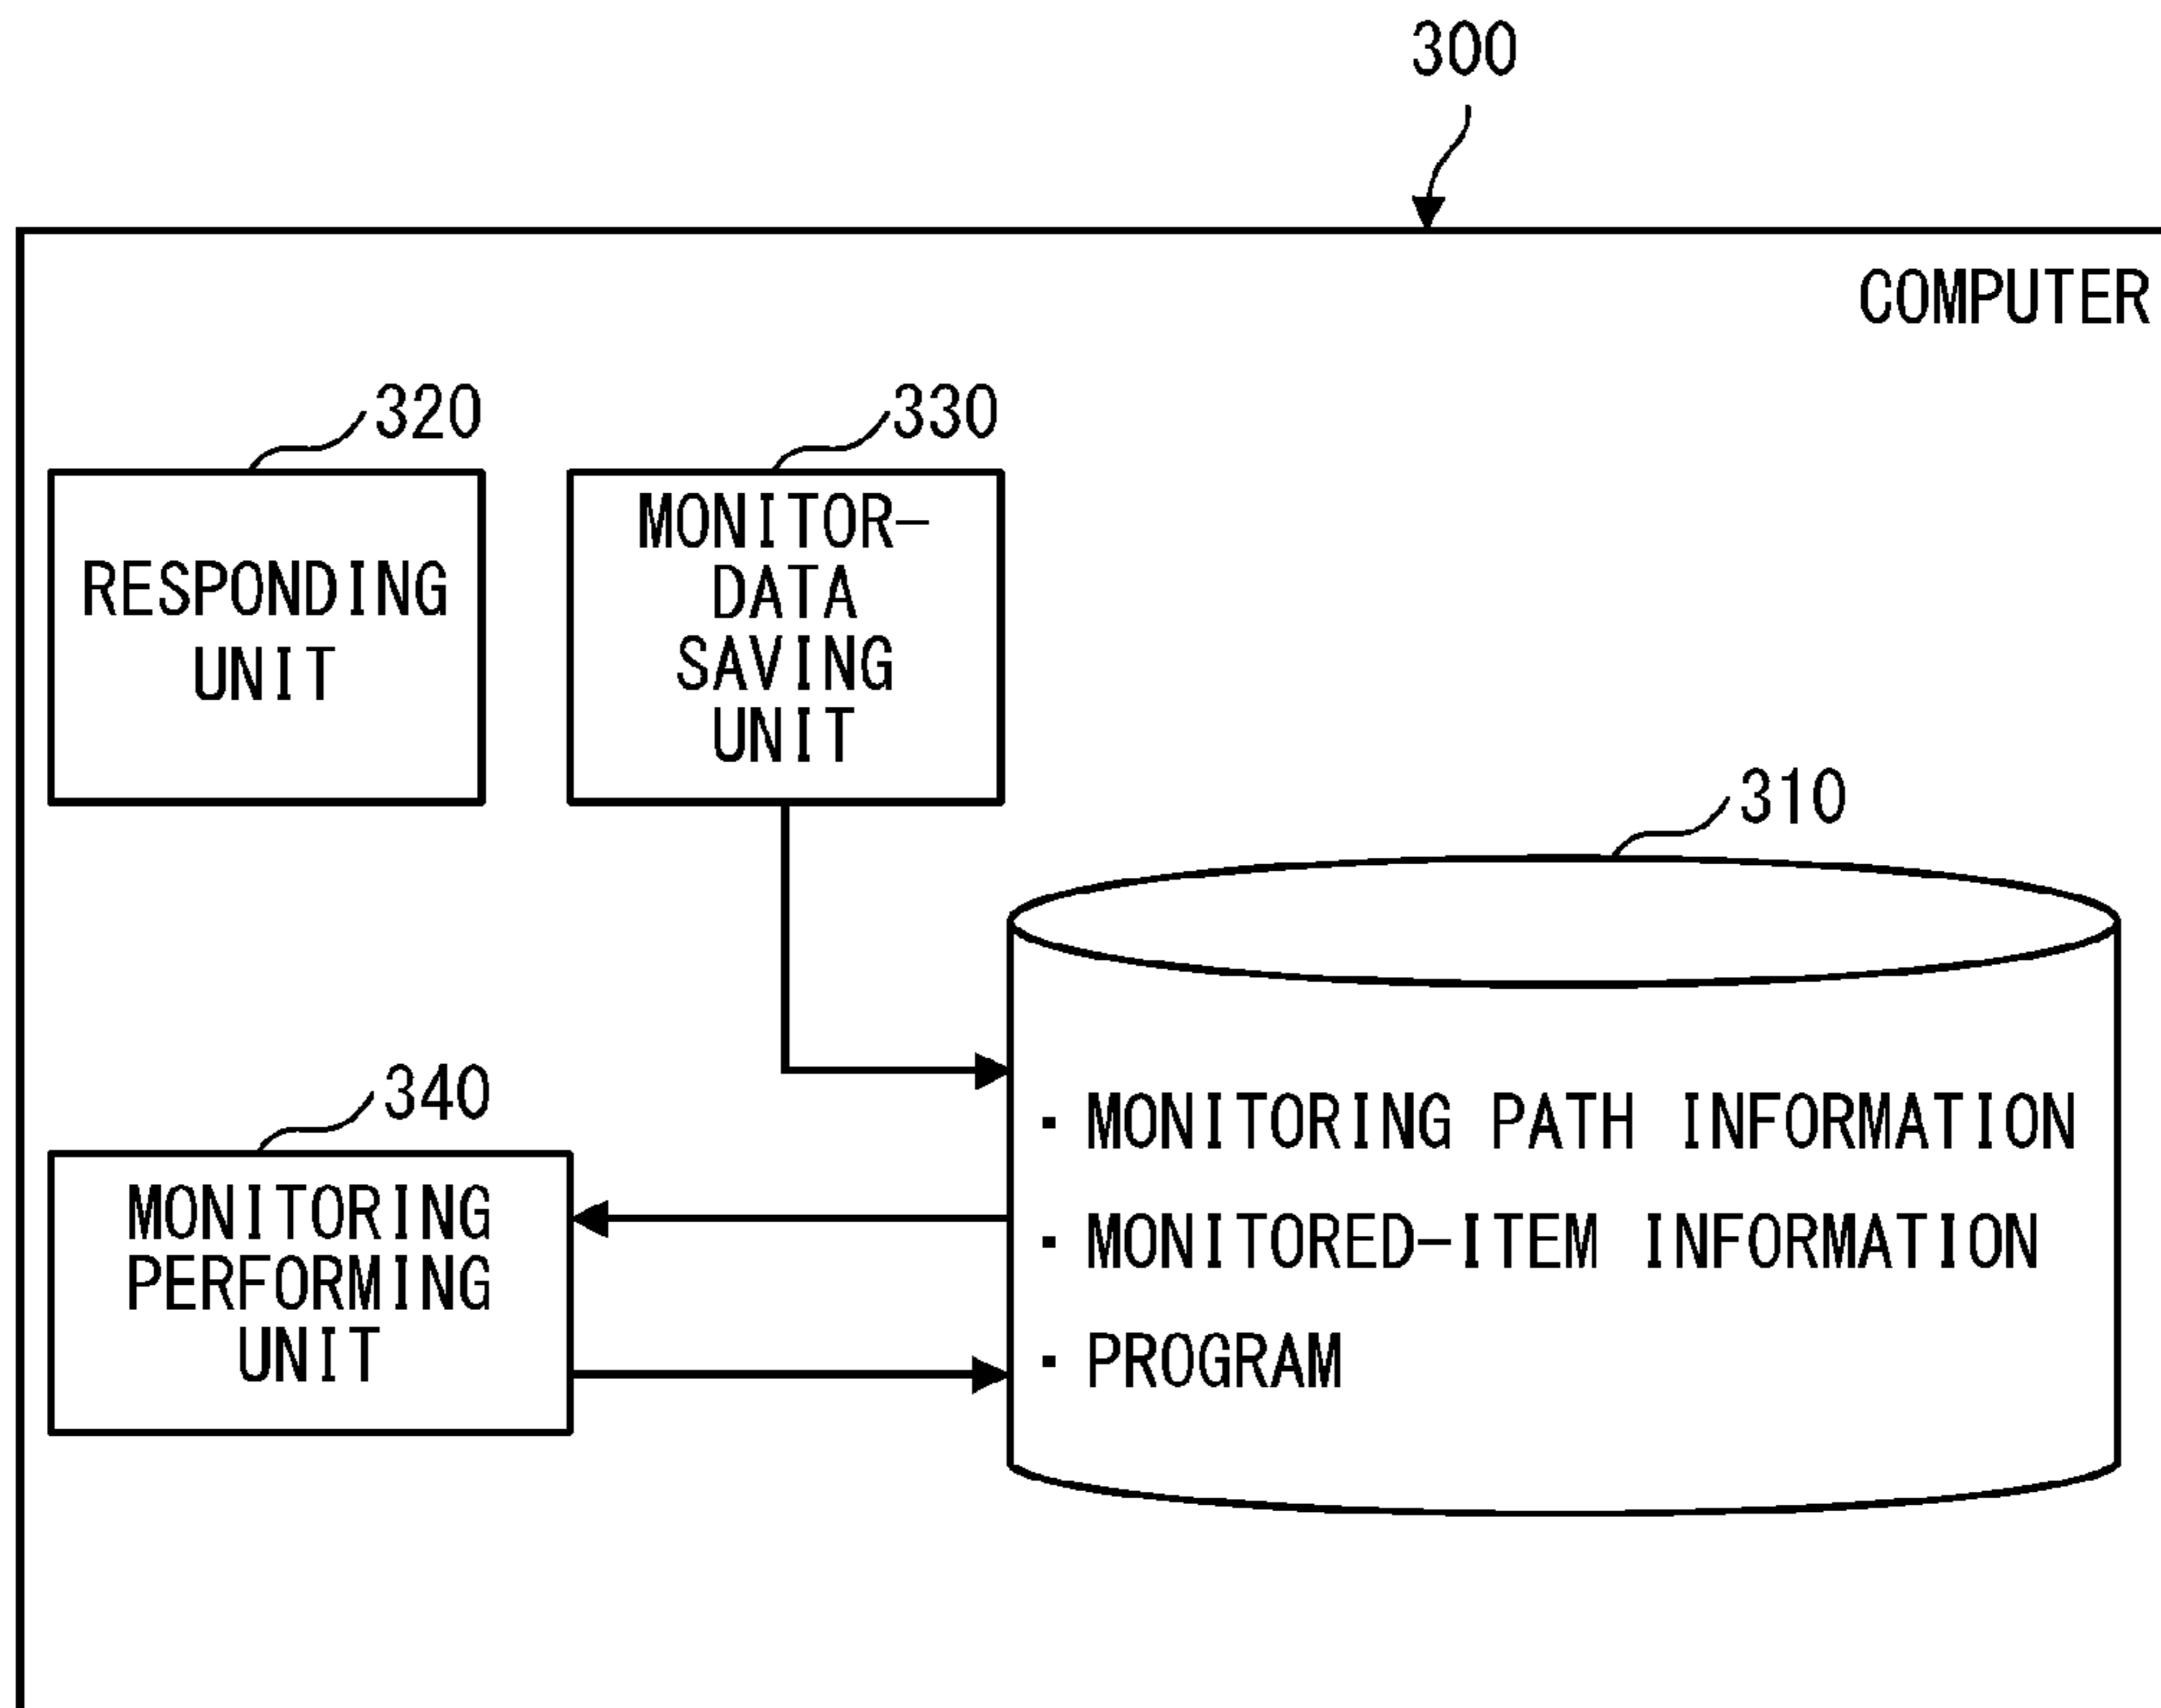 300
COMPUTER
320
330
RESPONDING
UNIT
MONITOR-
DATA
SAVING
UNIT
310
340
MONITORING
PERFORMING
UNIT
▪ MONITORING PATH INFORMATION
▪ MONITORED-ITEM INFORMATION
▪ PROGRAM